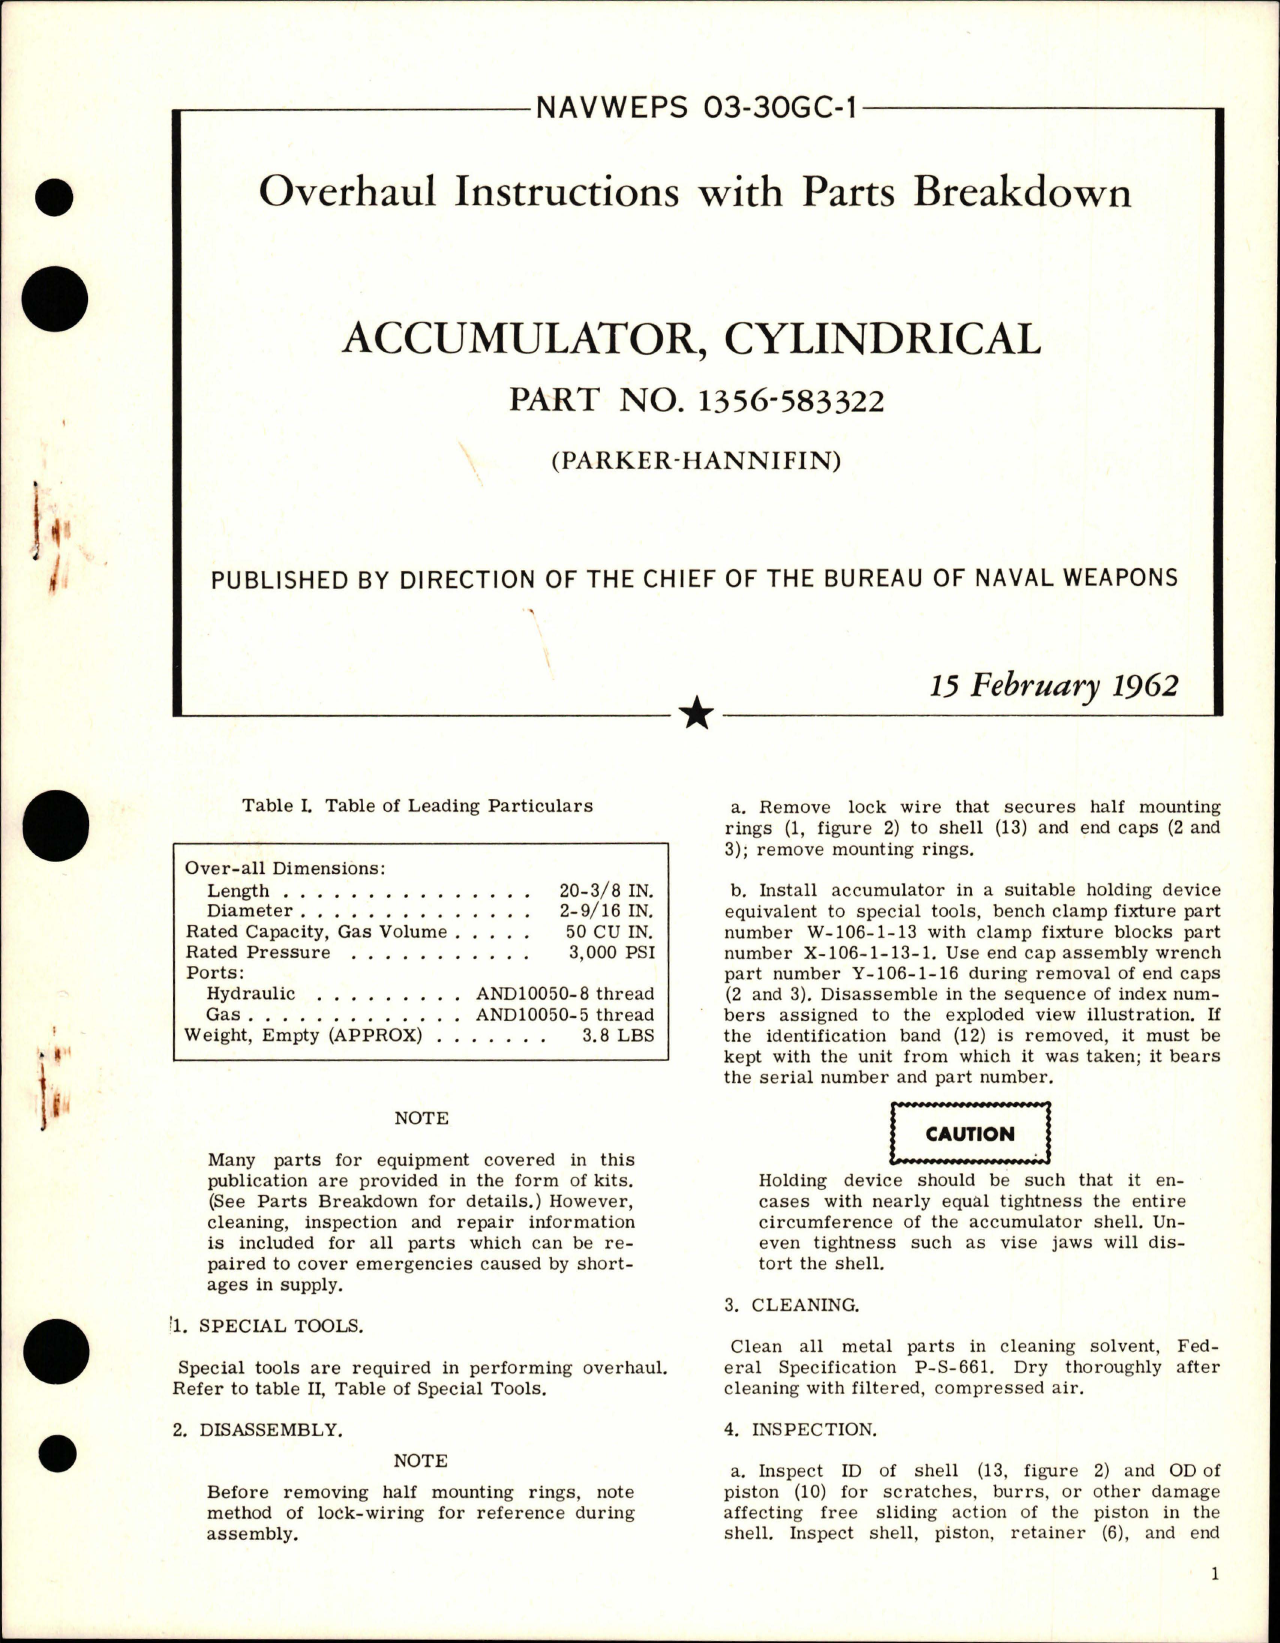 NAVWEPS 03-30GC-1
Overhaul Instructions with Parts Breakdown
ACCUMULATOR, CYLINDRICAL
PART NO. 1356-583322
(PARKER-HANNIFIN)
PUBLISHED BY DIRECTION OF THE CHIEF OF THE BUREAU OF NAVAL WEAPONS
15 February 1962
Table I. Table of Leading Particulars
Over-all Dimensions:
Length . . . . . . . . . . . . . . . 20-3/8 IN.
Diameter . . . . . . . . . . . . . . 2-9/16 IN.
Rated Capacity, Gas Volume . . . . . 50 CU IN.
Rated Pressure . . . . . . . . . . . 3,000 PSI
Ports:
Hydraulic . . . . . . . . . AND10050-8 thread
Gas . . . . . . . . . . . . . AND10050-5 thread
Weight, Empty (APPROX) . . . . . . . 3.8 LBS
NOTE
Many parts for equipment covered in this
publication are provided in the form of kits.
(See Parts Breakdown for details.) However,
cleaning, inspection and repair information
is included for all parts which can be re-
paired to cover emergencies caused by short-
ages in supply.
1. SPECIAL TOOLS.
Special tools are required in performing overhaul.
Refer to table II, Table of Special Tools.
2. DISASSEMBLY.
NOTE
Before removing half mounting rings, note
method of lock-wiring for reference during
assembly.
a. Remove lock wire that secures half mounting
rings (1, figure 2) to shell (13) and end caps (2 and
3); remove mounting rings.
b. Install accumulator in a suitable holding device
equivalent to special tools, bench clamp fixture part
number W-106-1-13 with clamp fixture blocks part
number X-106-1-13-1. Use end cap assembly wrench
part number Y-106-1-16 during removal of end caps
(2 and 3). Disassemble in the sequence of index num-
bers assigned to the exploded view illustration. If
the identification band (12) is removed, it must be
kept with the unit from which it was taken; it bears
the serial number and part number.
CAUTION
Holding device should be such that it en-
cases with nearly equal tightness the entire
circumference of the accumulator shell. Un-
even tightness such as vise jaws will dis-
tort the shell.
3. CLEANING.
Clean all metal parts in cleaning solvent, Fed-
eral Specification P-S-661. Dry thoroughly after
cleaning with filtered, compressed air.
4. INSPECTION.
a. Inspect ID of shell (13, figure 2) and OD of
piston (10) for scratches, burrs, or other damage
affecting free sliding action of the piston in the
shell. Inspect shell, piston, retainer (6), and end
1